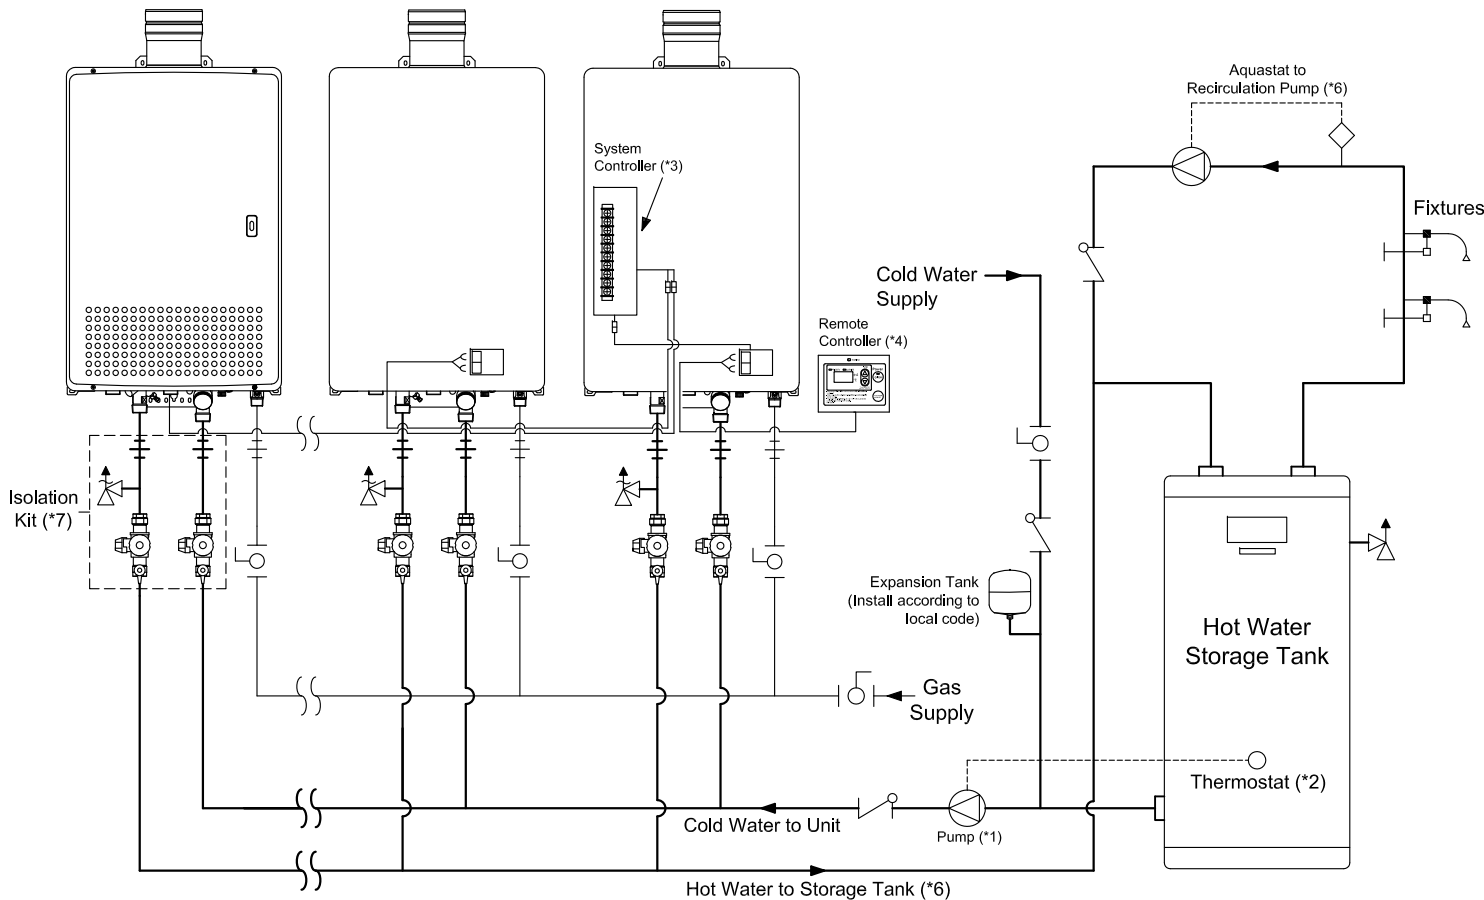 Aquastat to
Recirculation Pump (*6)
System
Controller (*3)
Fixtures
Cold Water
Supply
Remote
Controller (*4)
Isolation
Kit (*7)
Expansion Tank
(Install according to
local code)
Hot Water
Storage Tank
Gas
Supply
Thermostat (*2)
Cold Water to Unit
Pump (*1)
Hot Water to Storage Tank (*6)